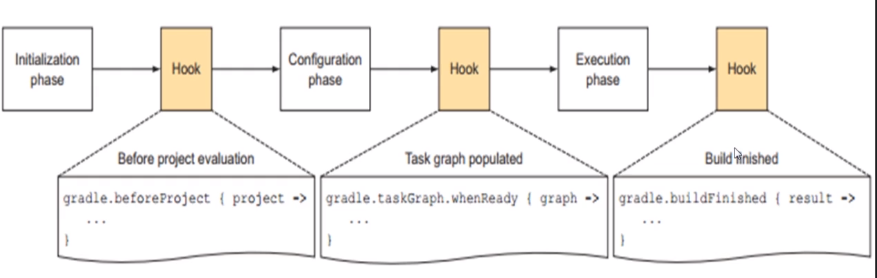 Initialization
phase
Hook
Configuration
phase
Hook
Execution
phase
Hook
Before project evaluation
Task graph populated
Build finished
gradle.beforeProject { project =>
...
}
gradle.taskGraph.whenReady { graph =>
...
}
gradle.buildFinished { result =>
...
}